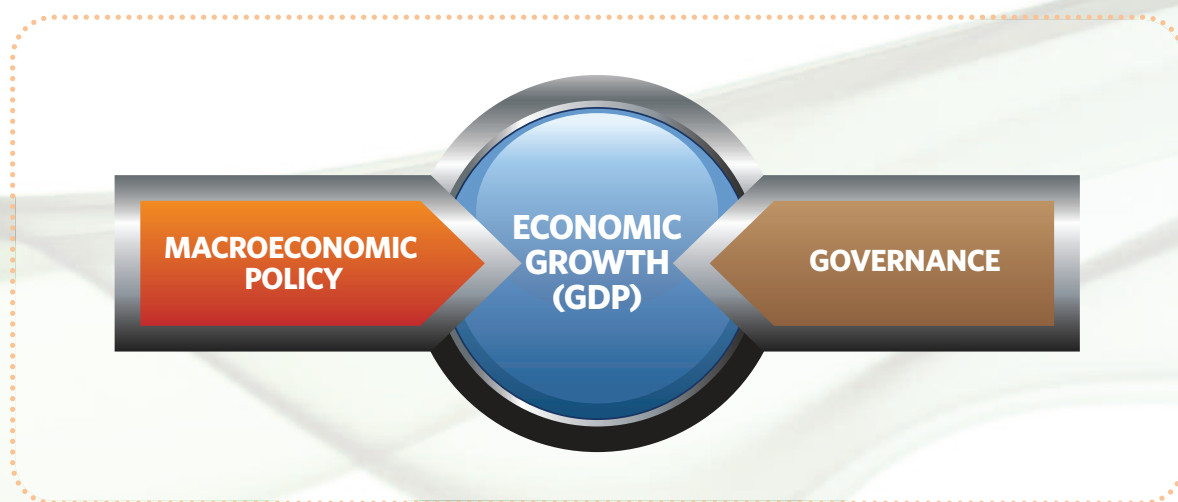 MACROECONOMIC
POLICY
ECONOMIC
GROWTH
(GDP)
GOVERNANCE